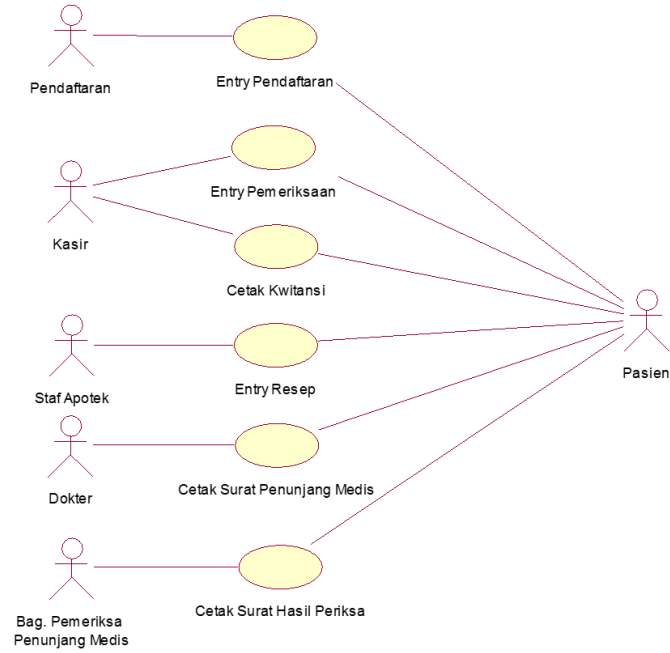 Pendaftaran
Entry Pendaftaran
Kasir
Entry Pemeriksaan
Cetak Kwitansi
Staf Apotek
Entry Resep
Pasien
Dokter
Cetak Surat Penunjang Medis
Bag. Pemeriksa
Penunjang Medis
Cetak Surat Hasil Periksa